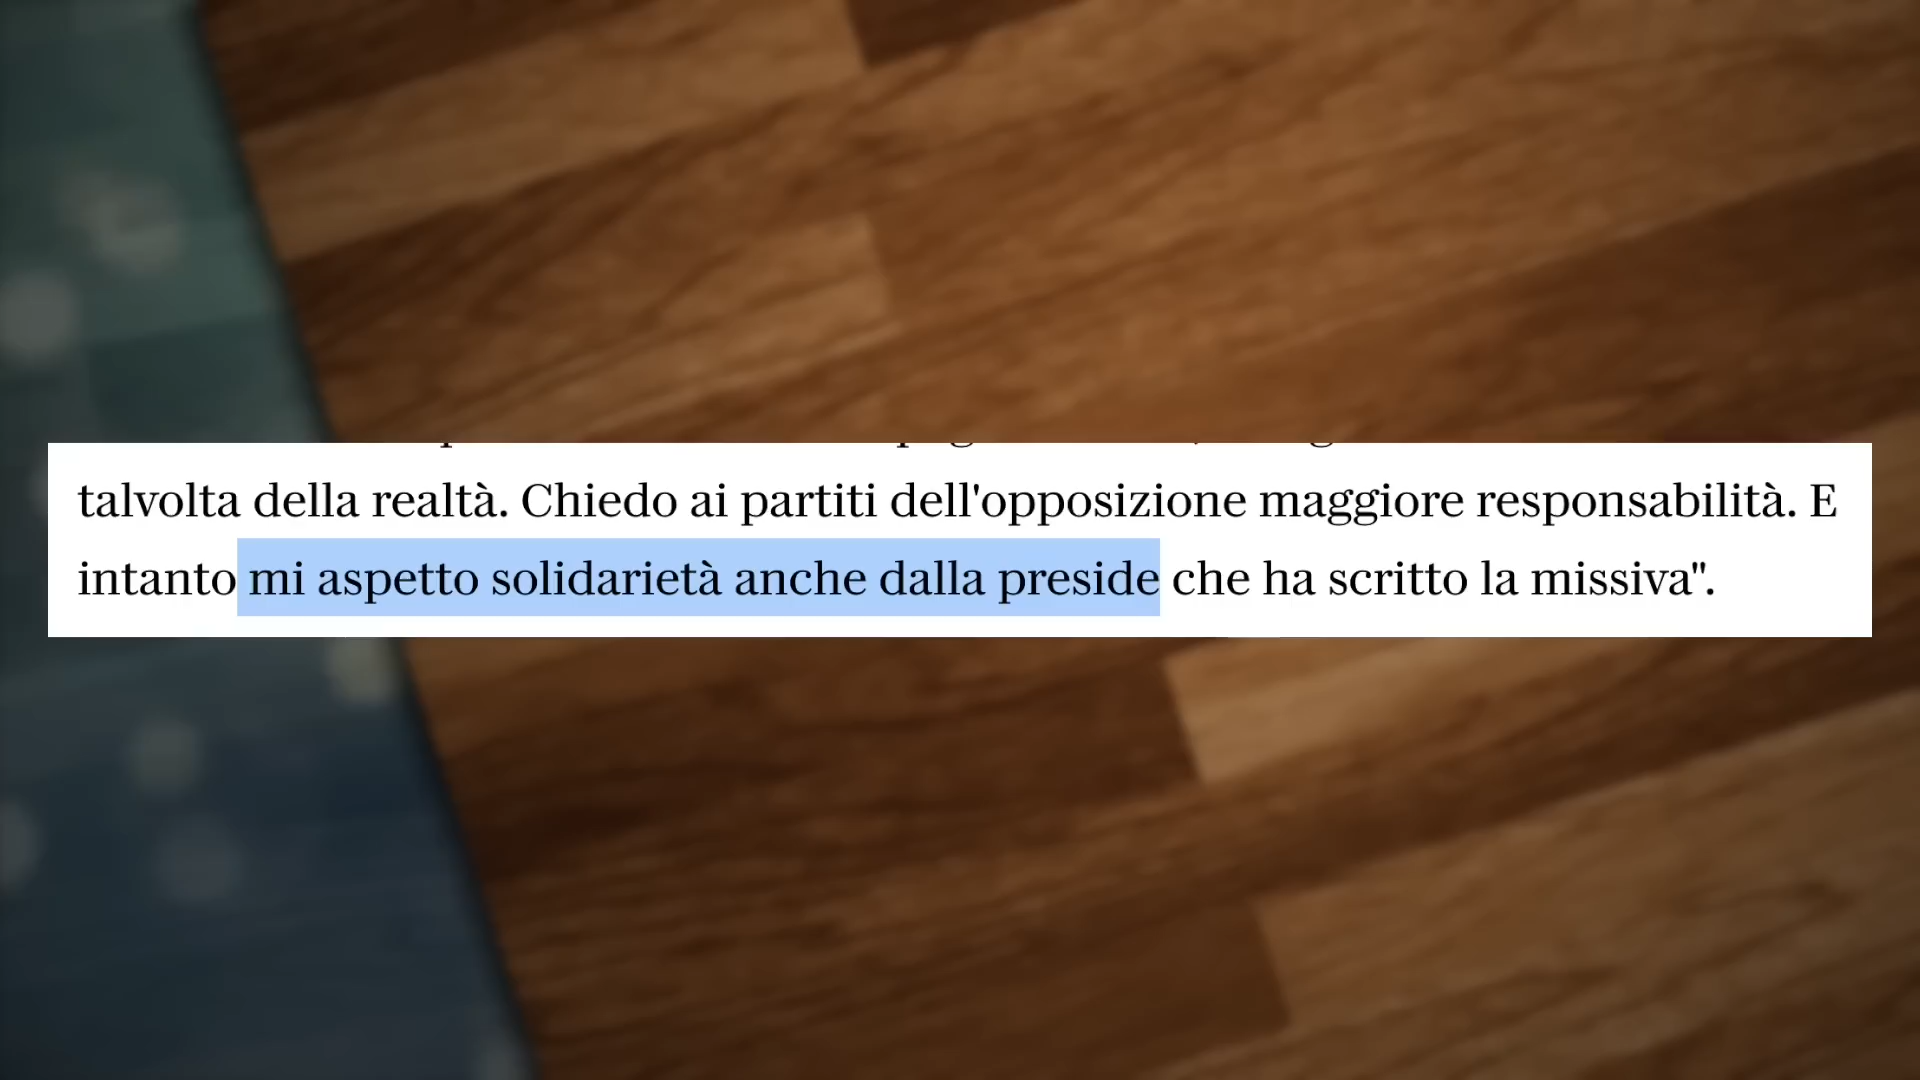 talvolta della realtà. Chiedo ai partiti dell'opposizione maggiore responsabilità. E
intanto mi aspetto solidarietà anche dalla preside che ha scritto la missiva".